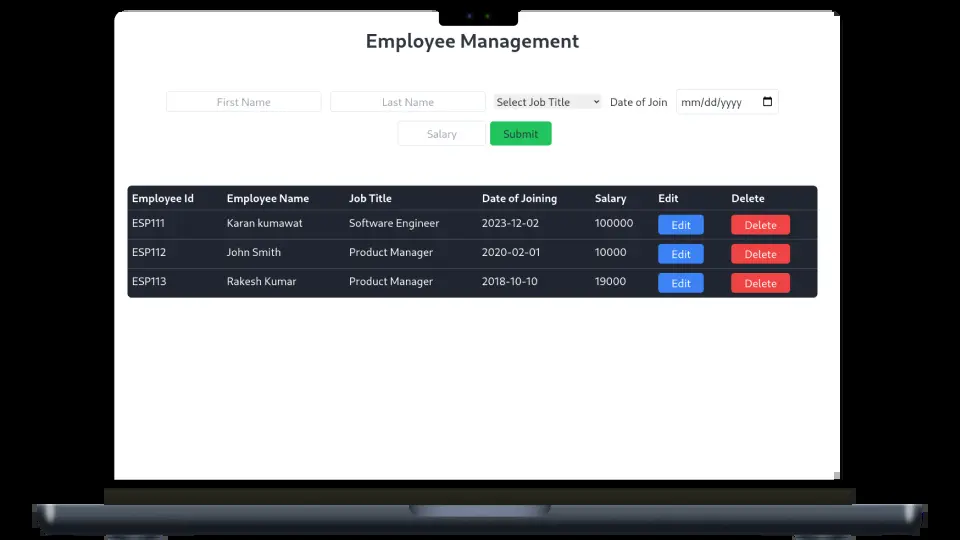 Employee Management
First Name Last Name Select Job Title Date of Join mm/dd/yyyy
Salary Submit
Employee Id Employee Name Job Title Date of Joining Salary Edit Delete
ESP111 Karan kumawat Software Engineer 2023-12-02 100000 Edit Delete
ESP112 John Smith Product Manager 2020-02-01 10000 Edit Delete
ESP113 Rakesh Kumar Product Manager 2018-10-10 19000 Edit Delete